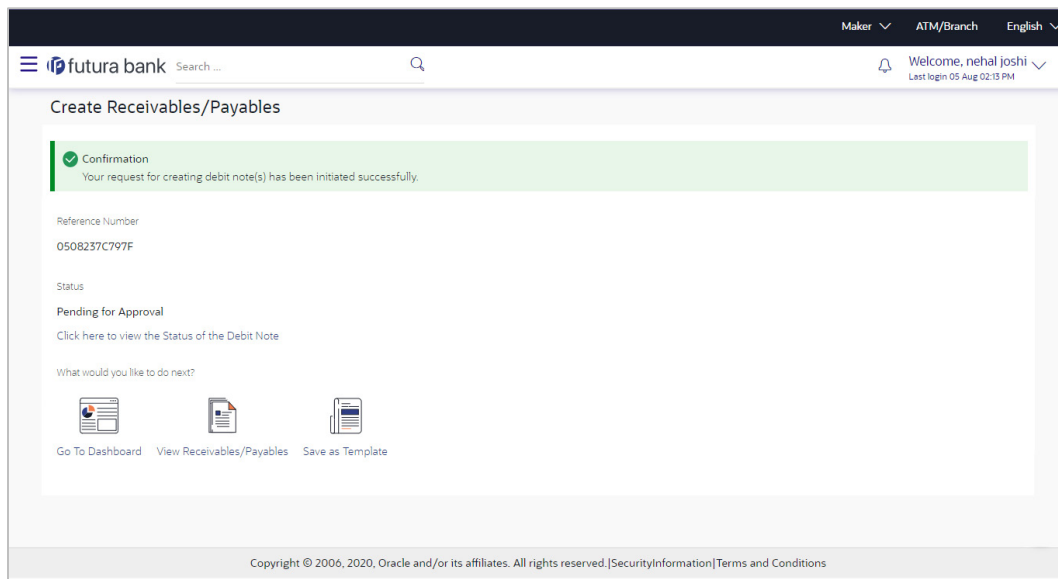 Maker ATM/Branch English
futura bank Search ... Welcome, nehal joshi
Last login 05 Aug 02:13 PM
Create Receivables/Payables
Confirmation
Your request for creating debit note(s) has been initiated successfully.
Reference Number
0508237C797F
Status
Pending for Approval
Click here to view the Status of the Debit Note
What would you like to do next?
Go To Dashboard View Receivables/Payables Save as Template
Copyright © 2006, 2020, Oracle and/or its affiliates. All rights reserved.|SecurityInformation|Terms and Conditions